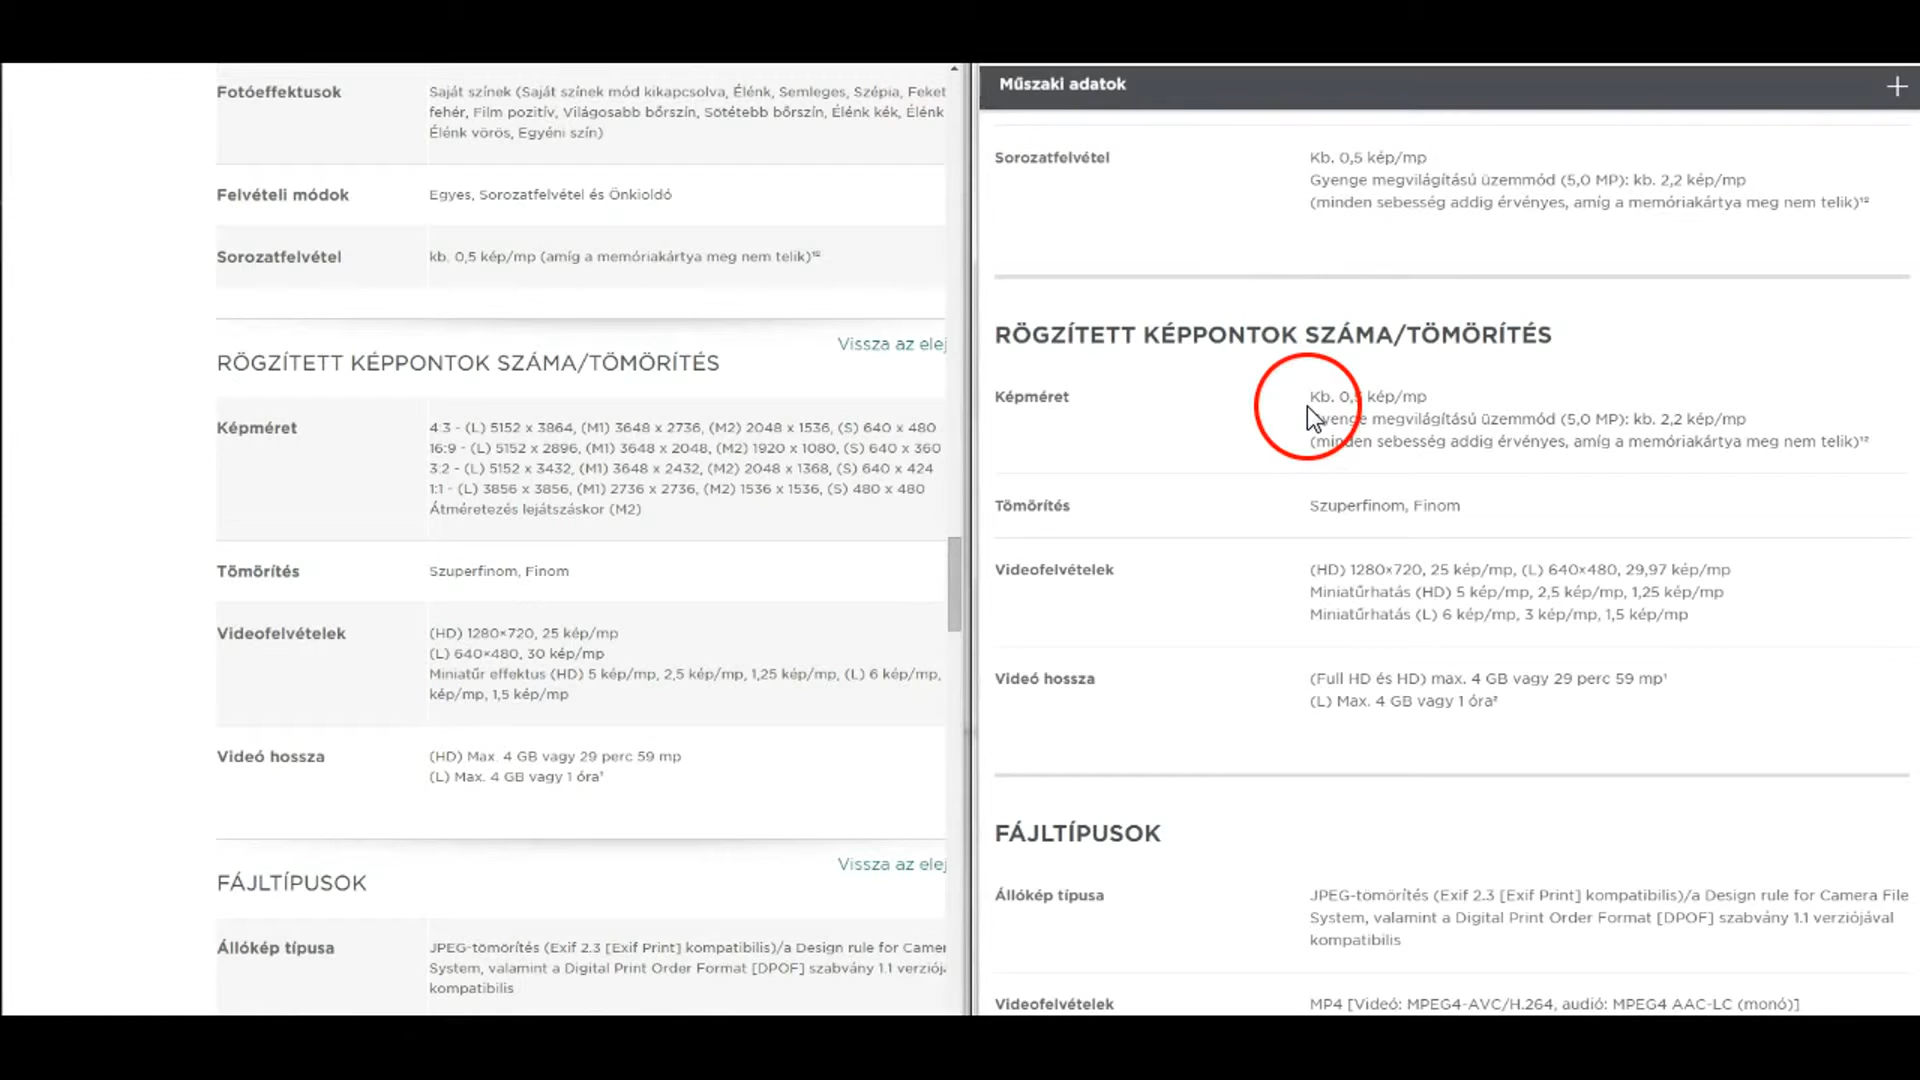 Fotóeffektusok
Saját színek (Saját színek mód kikapcsolva, Élénk, Semleges, Szépia, Feket
fehér, Film pozitív, Világosabb bőrszín, Sötétebb bőrszín, Élénk kék, Élénk
Élénk vörös, Egyéni szín)
Felvételi módok
Egyes, Sorozatfelvétel és Önkioldó
Sorozatfelvétel
kb. 0,5 kép/mp (amíg a memóriakártya meg nem telik)¹²
Vissza az elej
RÖGZÍTETT KÉPPONTOK SZÁMA/TÖMÖRÍTÉS
Képméret
4:3 - (L) 5152 x 3864, (M1) 3648 x 2736, (M2) 2048 x 1536, (S) 640 x 480
16:9 - (L) 5152 x 2896, (M1) 3648 x 2048, (M2) 1920 x 1080, (S) 640 x 360
3:2 - (L) 5152 x 3432, (M1) 3648 x 2432, (M2) 2048 x 1368, (S) 640 x 424
1:1 - (L) 3856 x 3856, (M1) 2736 x 2736, (M2) 1536 x 1536, (S) 480 x 480
Átméretezés lejátszáskor (M2)
Tömörítés
Szuperfinom, Finom
Videofelvételek
(HD) 1280×720, 25 kép/mp
(L) 640×480, 30 kép/mp
Miniatűr effektus (HD) 5 kép/mp, 2,5 kép/mp, 1,25 kép/mp, (L) 6 kép/mp,
kép/mp, 1,5 kép/mp
Videó hossza
(HD) Max. 4 GB vagy 29 perc 59 mp
(L) Max. 4 GB vagy 1 óra¹
Vissza az elej
FÁJLTÍPUSOK
Állókép típusa
JPEG-tömörítés (Exif 2.3 [Exif Print] kompatibilis)/a Design rule for Camer
System, valamint a Digital Print Order Format [DPOF] szabvány 1.1 verziój
kompatibilis
Műszaki adatok
Sorozatfelvétel
Kb. 0,5 kép/mp
Gyenge megvilágítású üzemmód (5,0 MP): kb. 2,2 kép/mp
(minden sebesség addig érvényes, amíg a memóriakártya meg nem telik)¹²
RÖGZÍTETT KÉPPONTOK SZÁMA/TÖMÖRÍTÉS
Képméret
Kb. 0,5 kép/mp
Gyenge megvilágítású üzemmód (5,0 MP): kb. 2,2 kép/mp
(minden sebesség addig érvényes, amíg a memóriakártya meg nem telik)¹²
Tömörítés
Szuperfinom, Finom
Videofelvételek
(HD) 1280×720, 25 kép/mp, (L) 640×480, 29,97 kép/mp
Miniatűrhatás (HD) 5 kép/mp, 2,5 kép/mp, 1,25 kép/mp
Miniatűrhatás (L) 6 kép/mp, 3 kép/mp, 1,5 kép/mp
Videó hossza
(Full HD és HD) max. 4 GB vagy 29 perc 59 mp¹
(L) Max. 4 GB vagy 1 óra²
FÁJLTÍPUSOK
Állókép típusa
JPEG-tömörítés (Exif 2.3 [Exif Print] kompatibilis)/a Design rule for Camera File
System, valamint a Digital Print Order Format [DPOF] szabvány 1.1 verziójával
kompatibilis
Videofelvételek
MP4 [Videó: MPEG4-AVC/H.264, audió: MPEG4 AAC-LC (monó)]